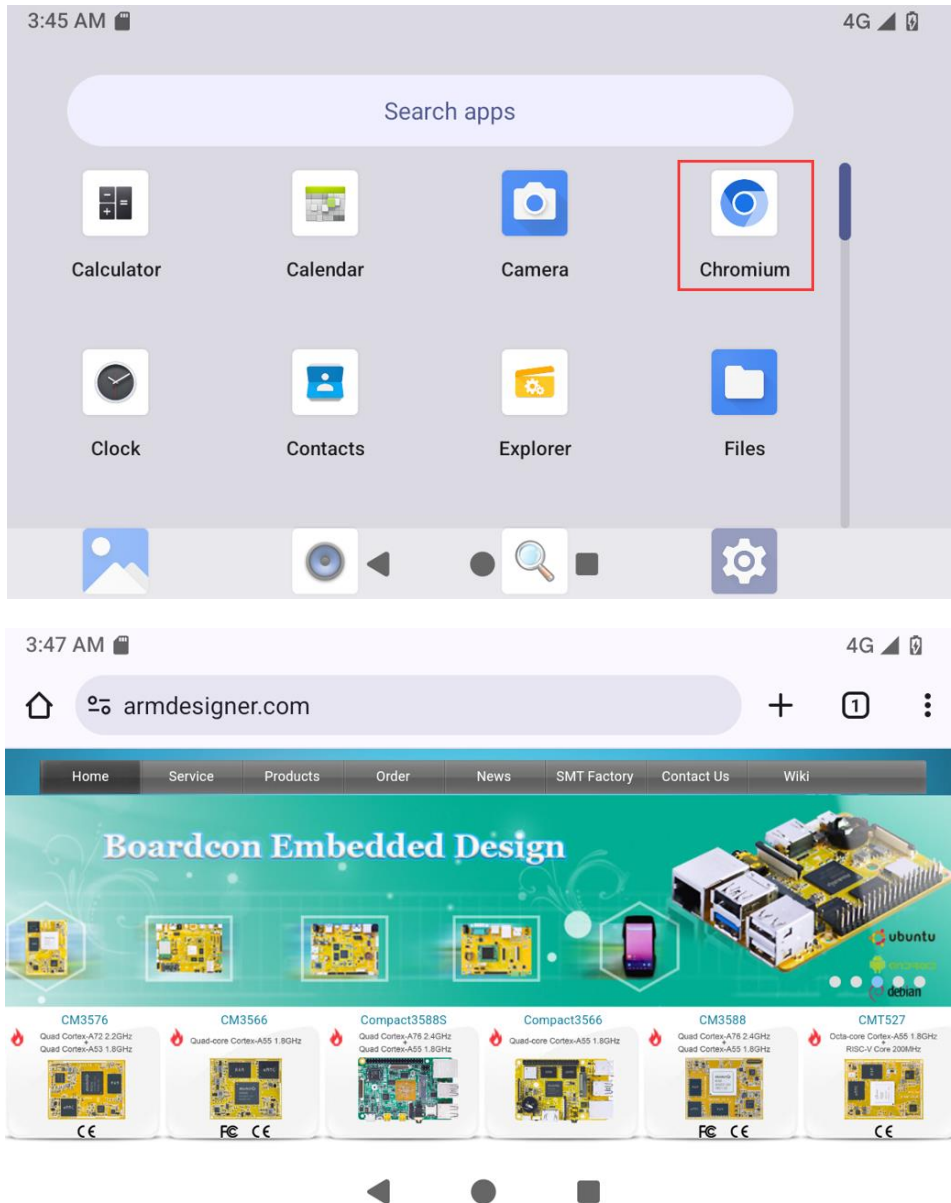 3:45 AM 4G
Search apps
Calculator Calendar Camera Chromium
Clock Contacts Explorer Files
3:47 AM 4G
armdesigner.com 1
Home Service Products Order News SMT Factory Contact Us Wiki
Boardcon Embedded Design
ubuntu
ANDROID
debian
CM3576 CM3566 Compact3588S Compact3566 CM3588 CMT527
Quad Cortex-A72 2.2GHz Quad-core Cortex-A55 1.8GHz Quad Cortex-A76 2.4GHz Quad-core Cortex-A55 1.8GHz Quad Cortex-A76 2.4GHz Octa-core Cortex-A55 1.8GHz
+ + + +
Quad Cortex-A53 1.8GHz Quad Cortex-A55 1.8GHz Quad Cortex-A55 1.8GHz RISC-V Core 200MHz
CE FC CE FC CE CE